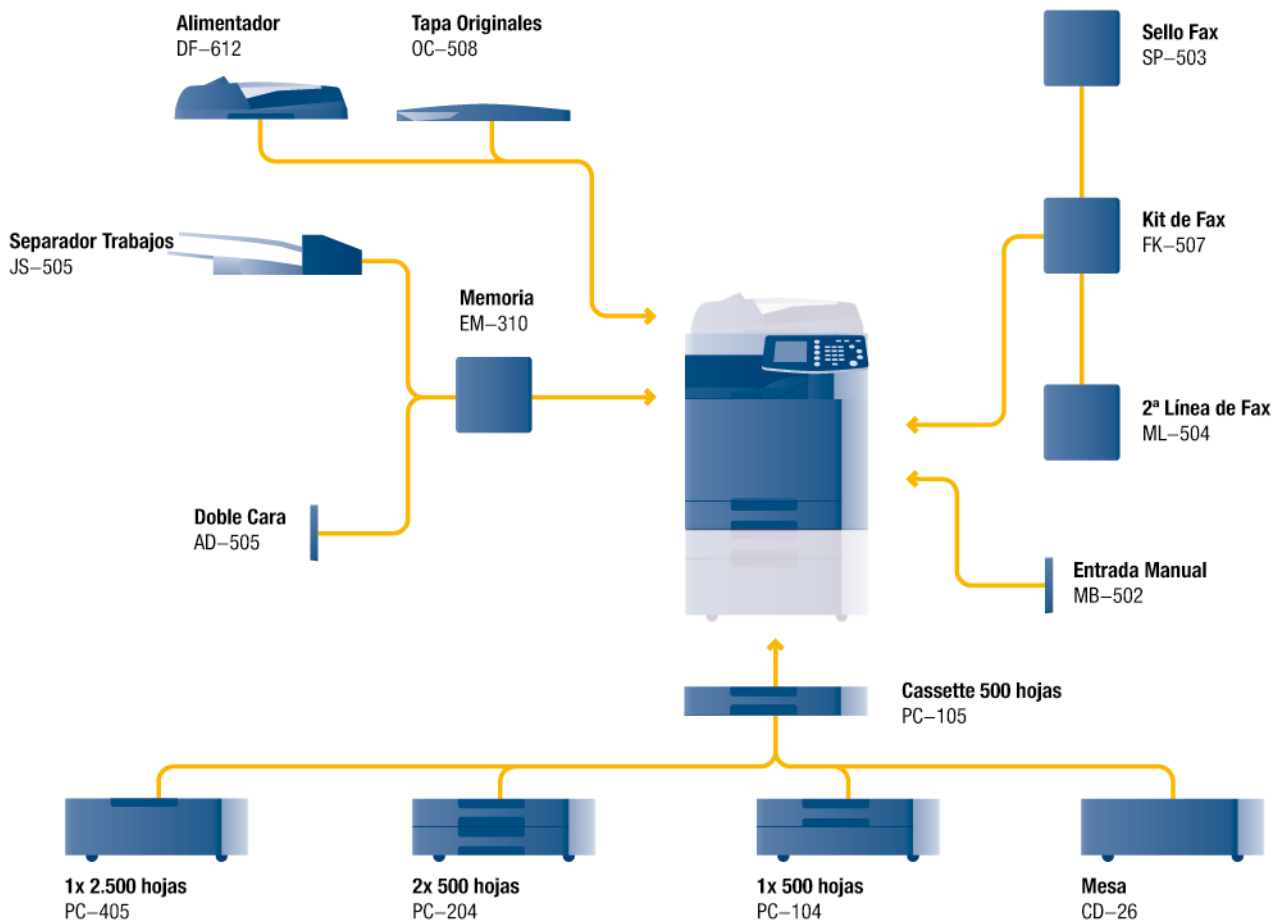 Alimentador
DF–612
Tapa Originales
OC–508
Sello Fax
SP–503
Separador Trabajos
JS–505
Memoria
EM–310
Kit de Fax
FK–507
Doble Cara
AD–505
2ª Línea de Fax
ML–504
Entrada Manual
MB–502
Cassette 500 hojas
PC–105
1x 2.500 hojas
PC–405
2x 500 hojas
PC–204
1x 500 hojas
PC–104
Mesa
CD–26